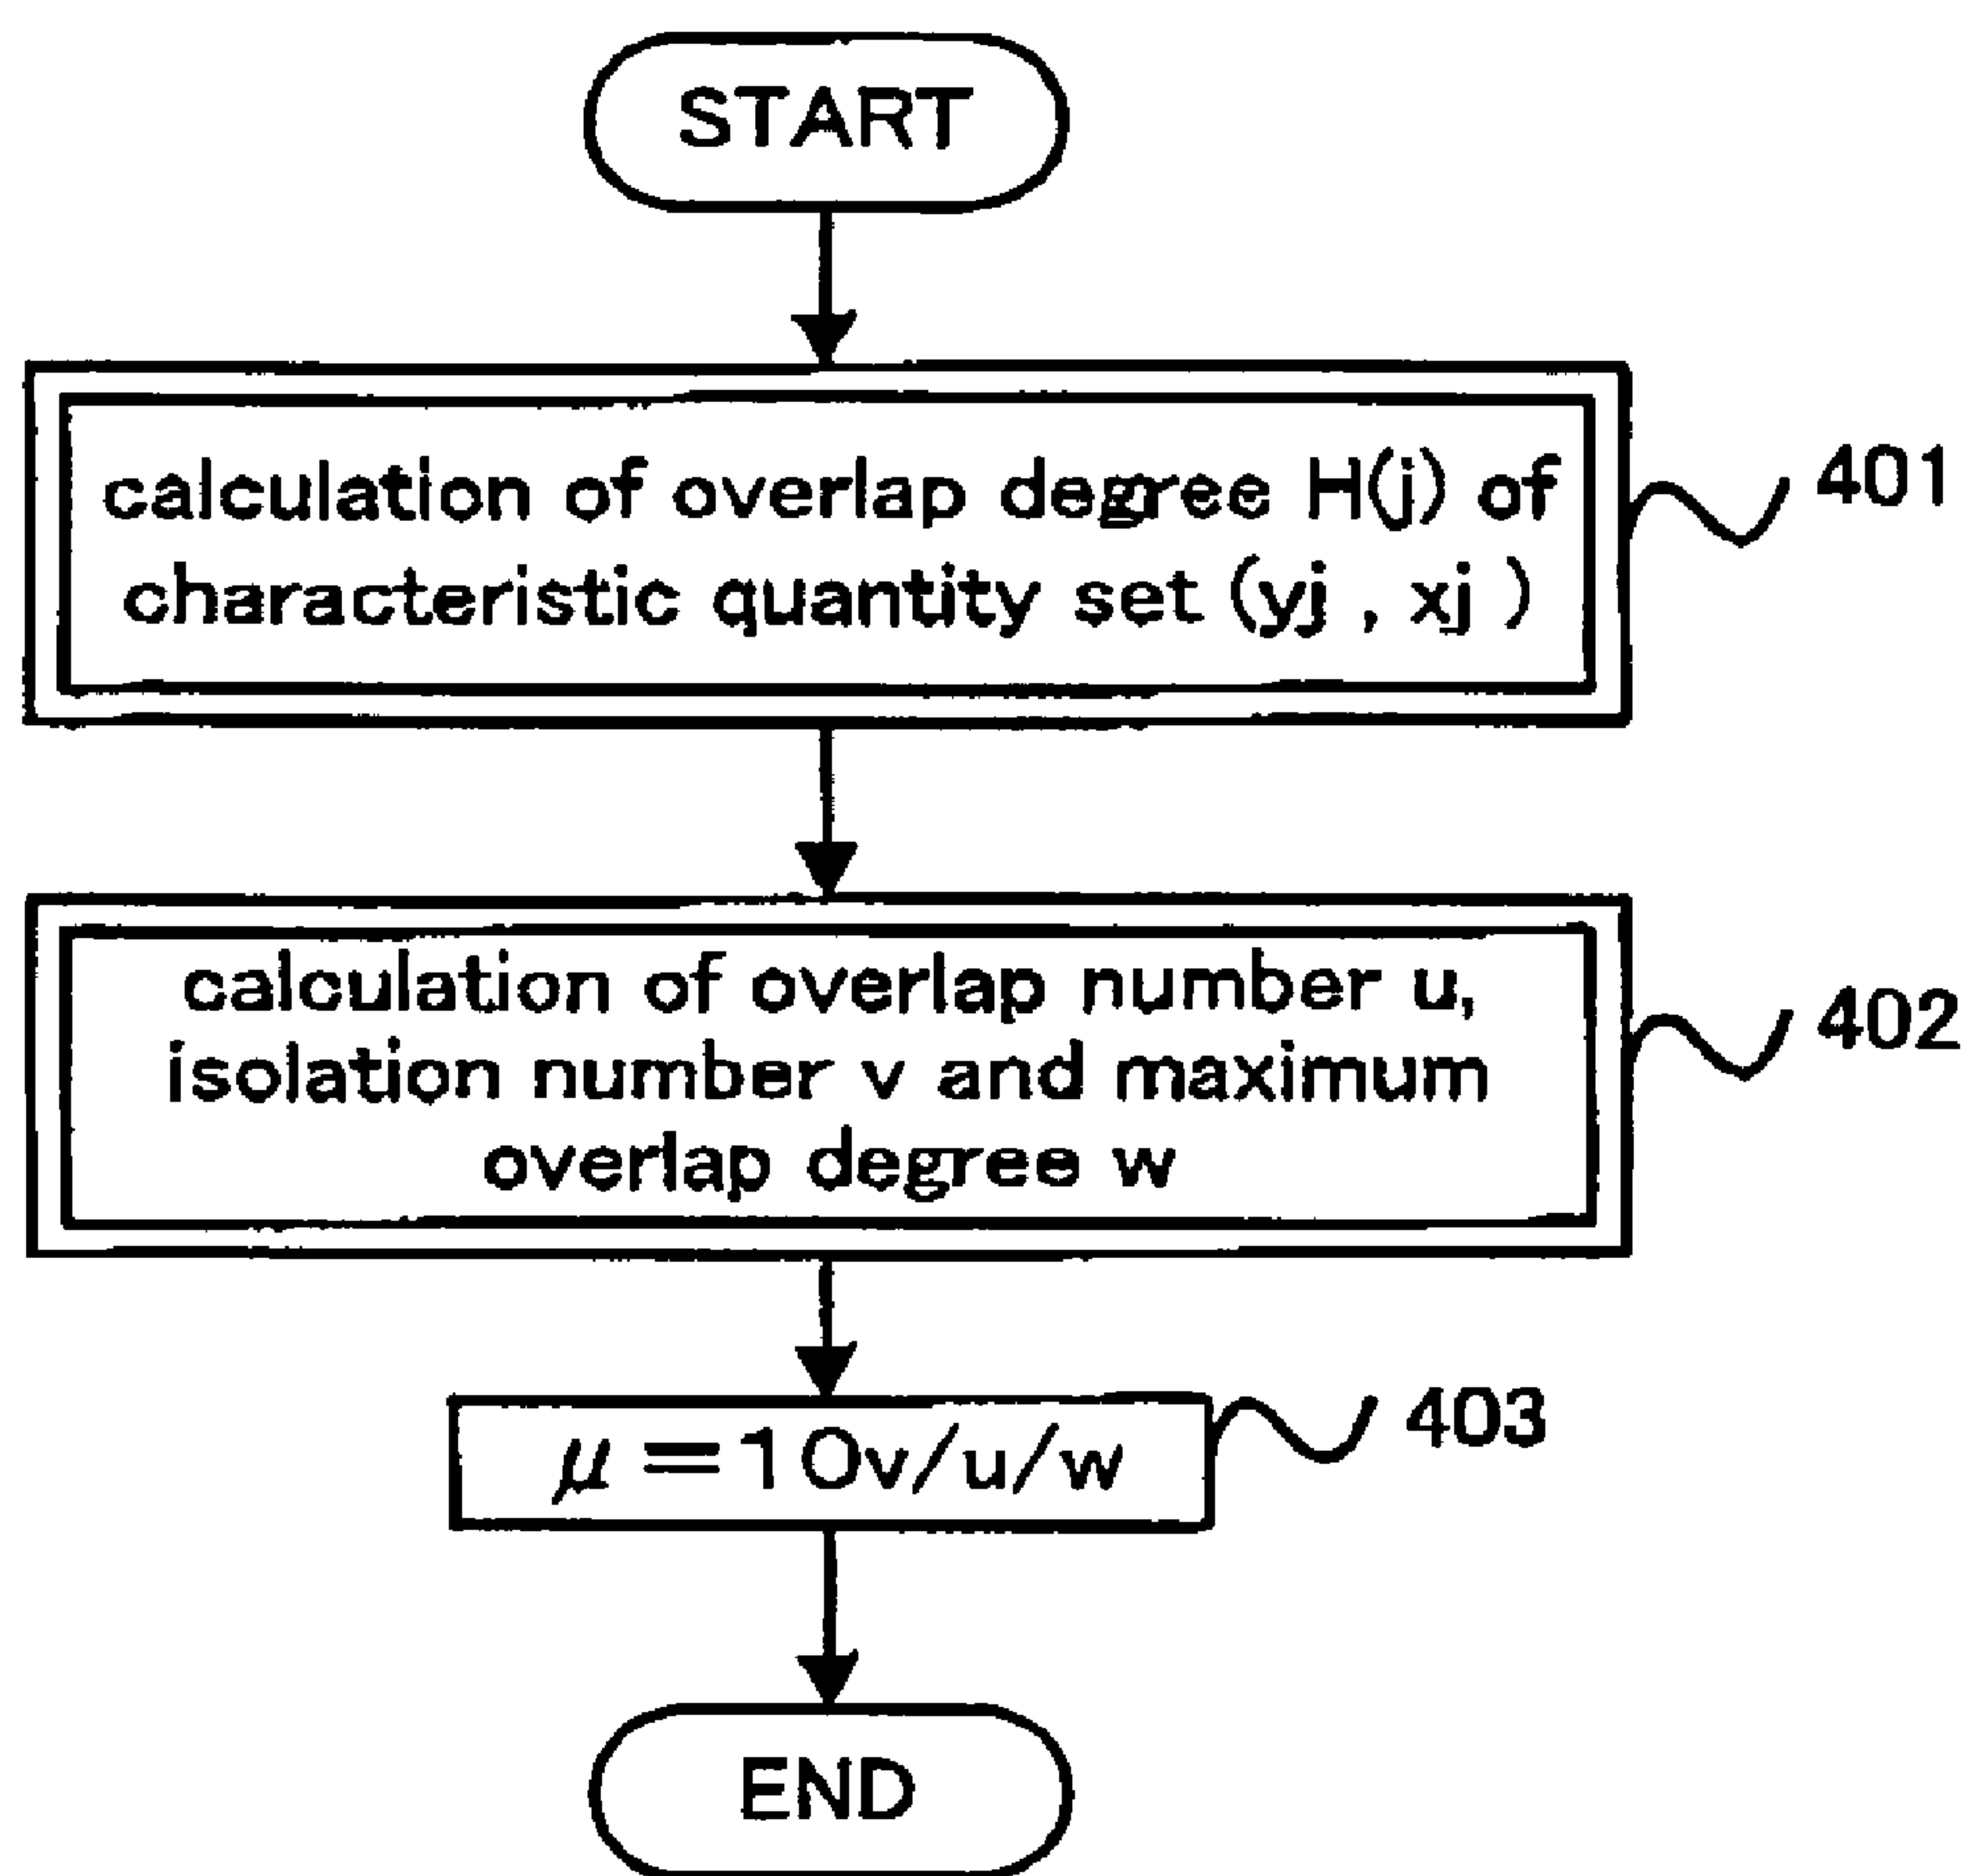 START
calculation of overlap degree H(j) of
characteristic quantity set (yj , xj )
401
calculation of overlap number u,
isolation number v and maximum
overlap degree w
402
μ=10v/u/w
403
END